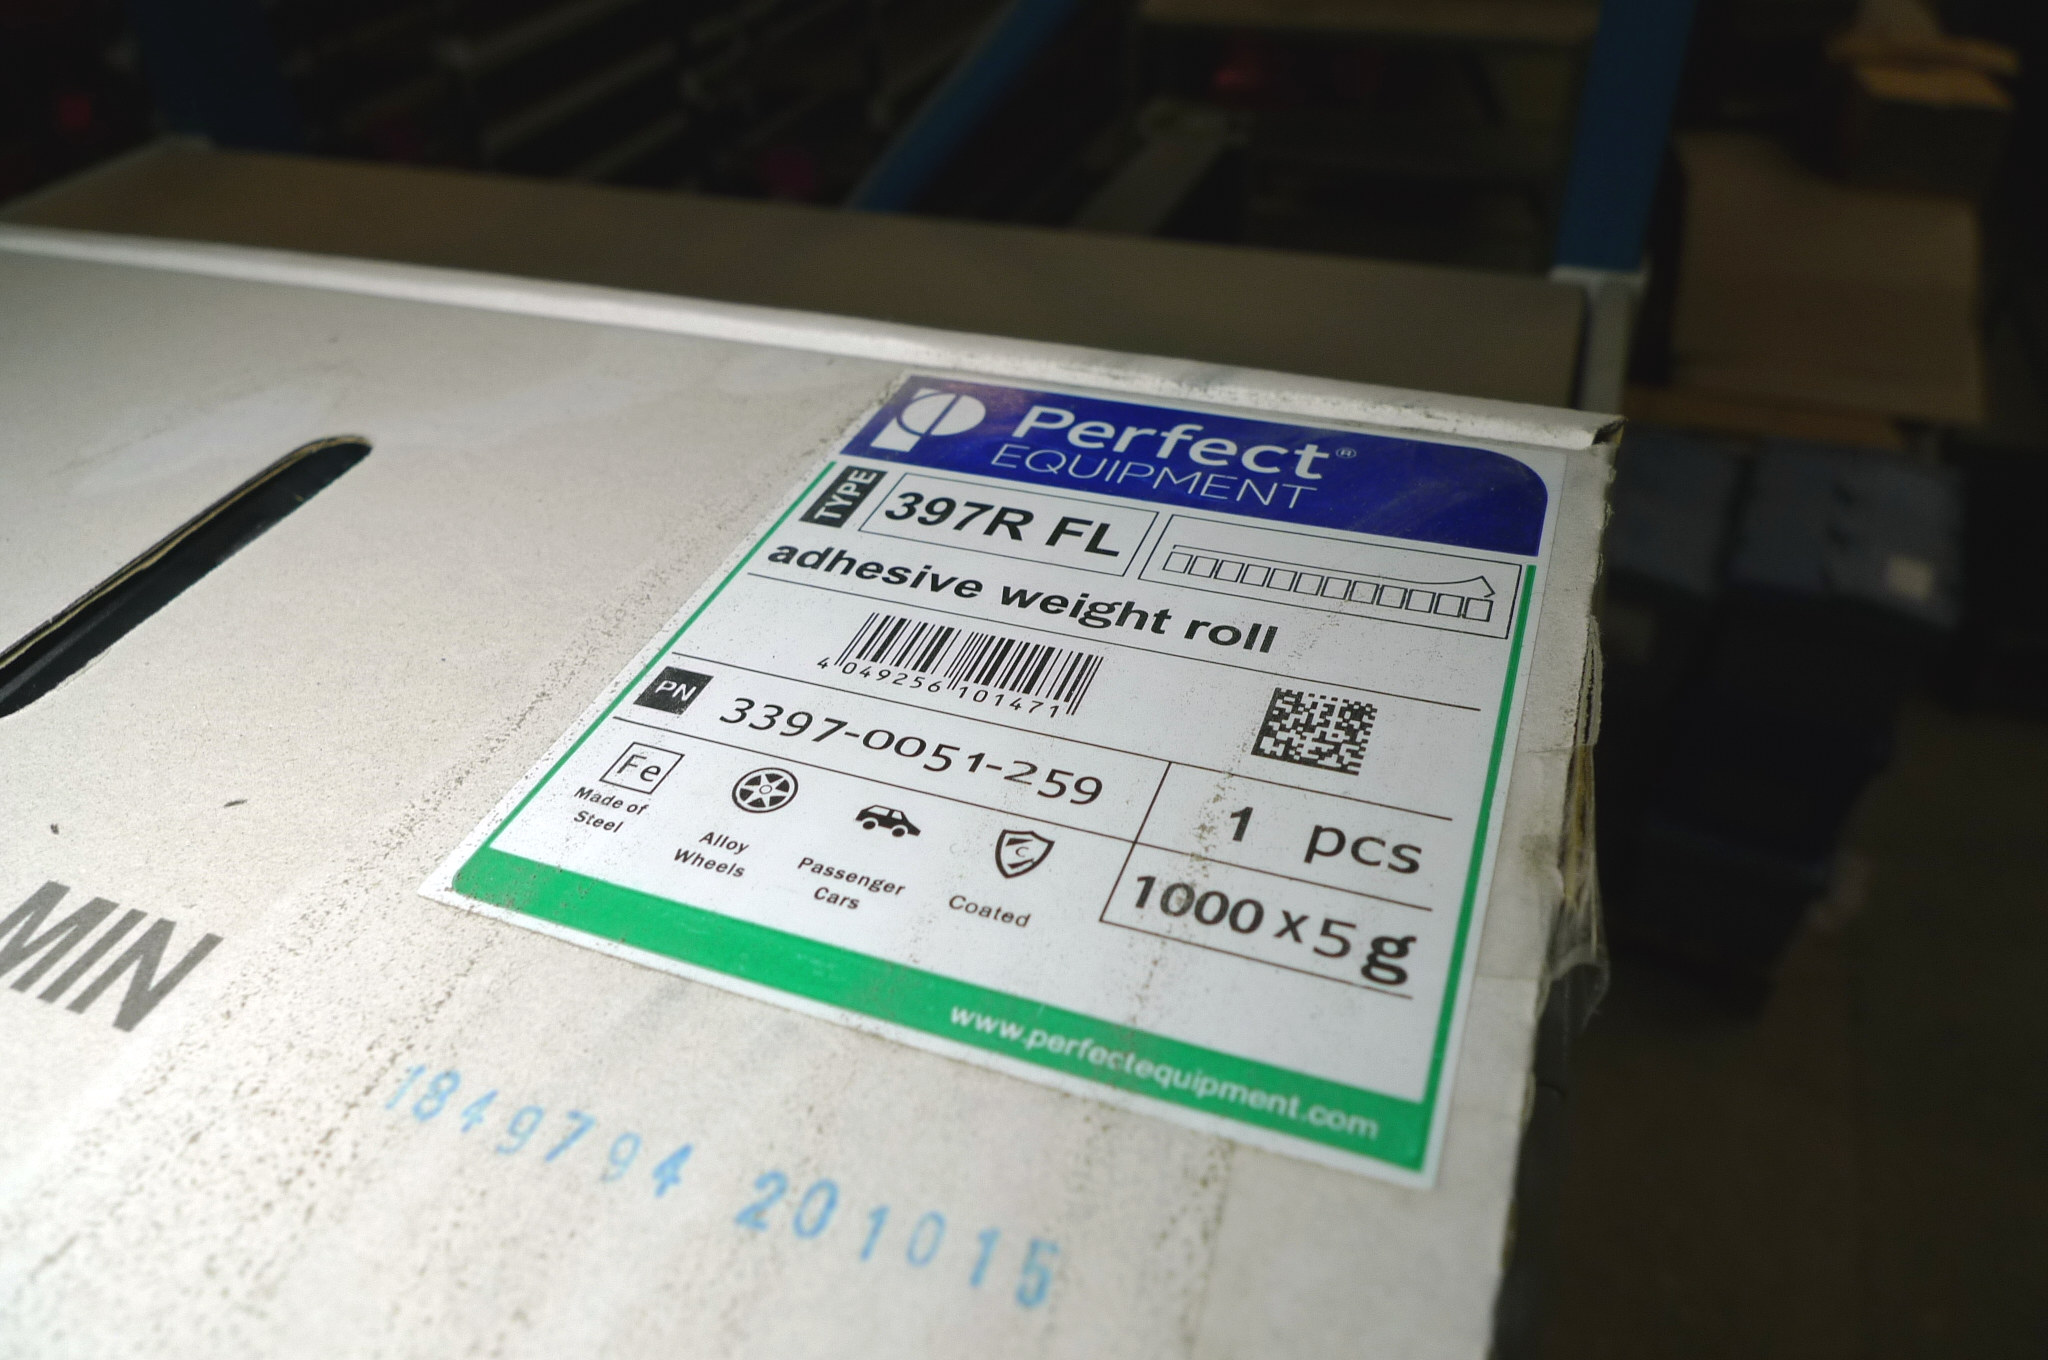 Perfect®
EQUIPMENT
TYPE
397R FL
adhesive weight roll
4 049256 101471
PN
3397-0051-259
1 pcs
1000 x 5 g
Fe
Made of
Steel
Alloy
Wheels
Passenger
Cars
C
Coated
www.perfectequipment.com
MIN
1849794 201015